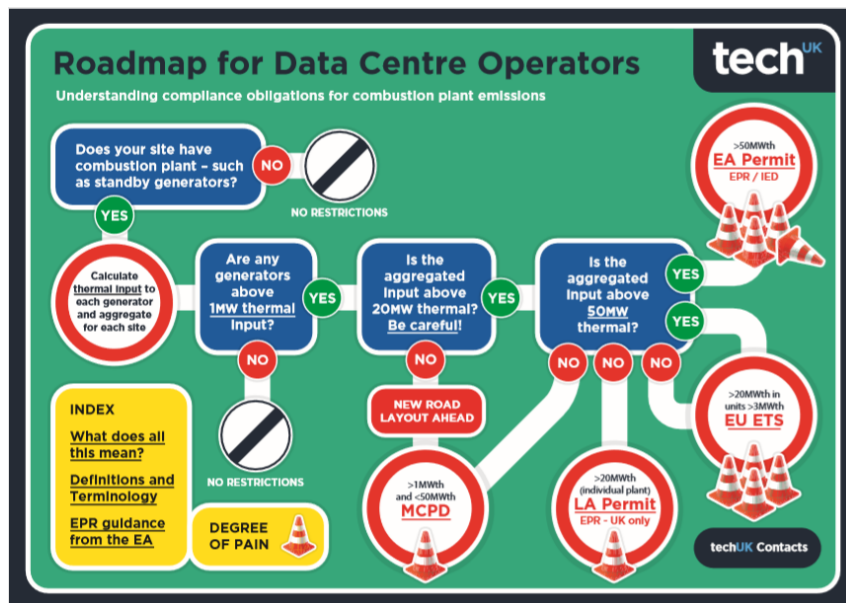 Roadmap for Data Centre Operators
techUK
Understanding compliance obligations for combustion plant emissions
Does your site have
combustion plant – such
as standby generators?
NO
NO RESTRICTIONS
YES
Calculate
thermal input to
each generator
and aggregate
for each site
Are any
generators
above
1MW thermal
input?
YES
NO
NO RESTRICTIONS
Is the
aggregated
input above
20MW thermal?
Be careful!
YES
NO
NEW ROAD
LAYOUT AHEAD
Is the
aggregated
input above
50MW
thermal?
YES
YES
NO
NO
NO
>50MWth
EA Permit
EPR / IED
>20MWth in
units >3MWth
EU ETS
>1MWth
and <50MWth
MCPD
>20MWth
(individual plant)
LA Permit
EPR - UK only
INDEX
What does all
this mean?
Definitions and
Terminology
EPR guidance
from the EA
DEGREE
OF PAIN
techUK Contacts